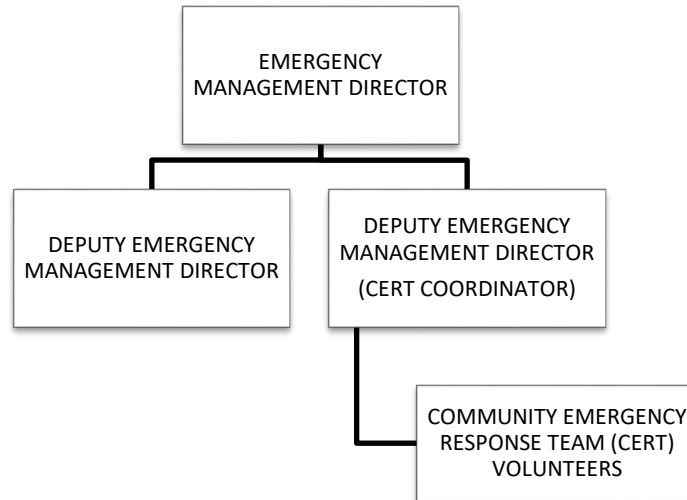 EMERGENCY
MANAGEMENT DIRECTOR
DEPUTY EMERGENCY
MANAGEMENT DIRECTOR
DEPUTY EMERGENCY
MANAGEMENT DIRECTOR
(CERT COORDINATOR)
COMMUNITY EMERGENCY
RESPONSE TEAM (CERT)
VOLUNTEERS